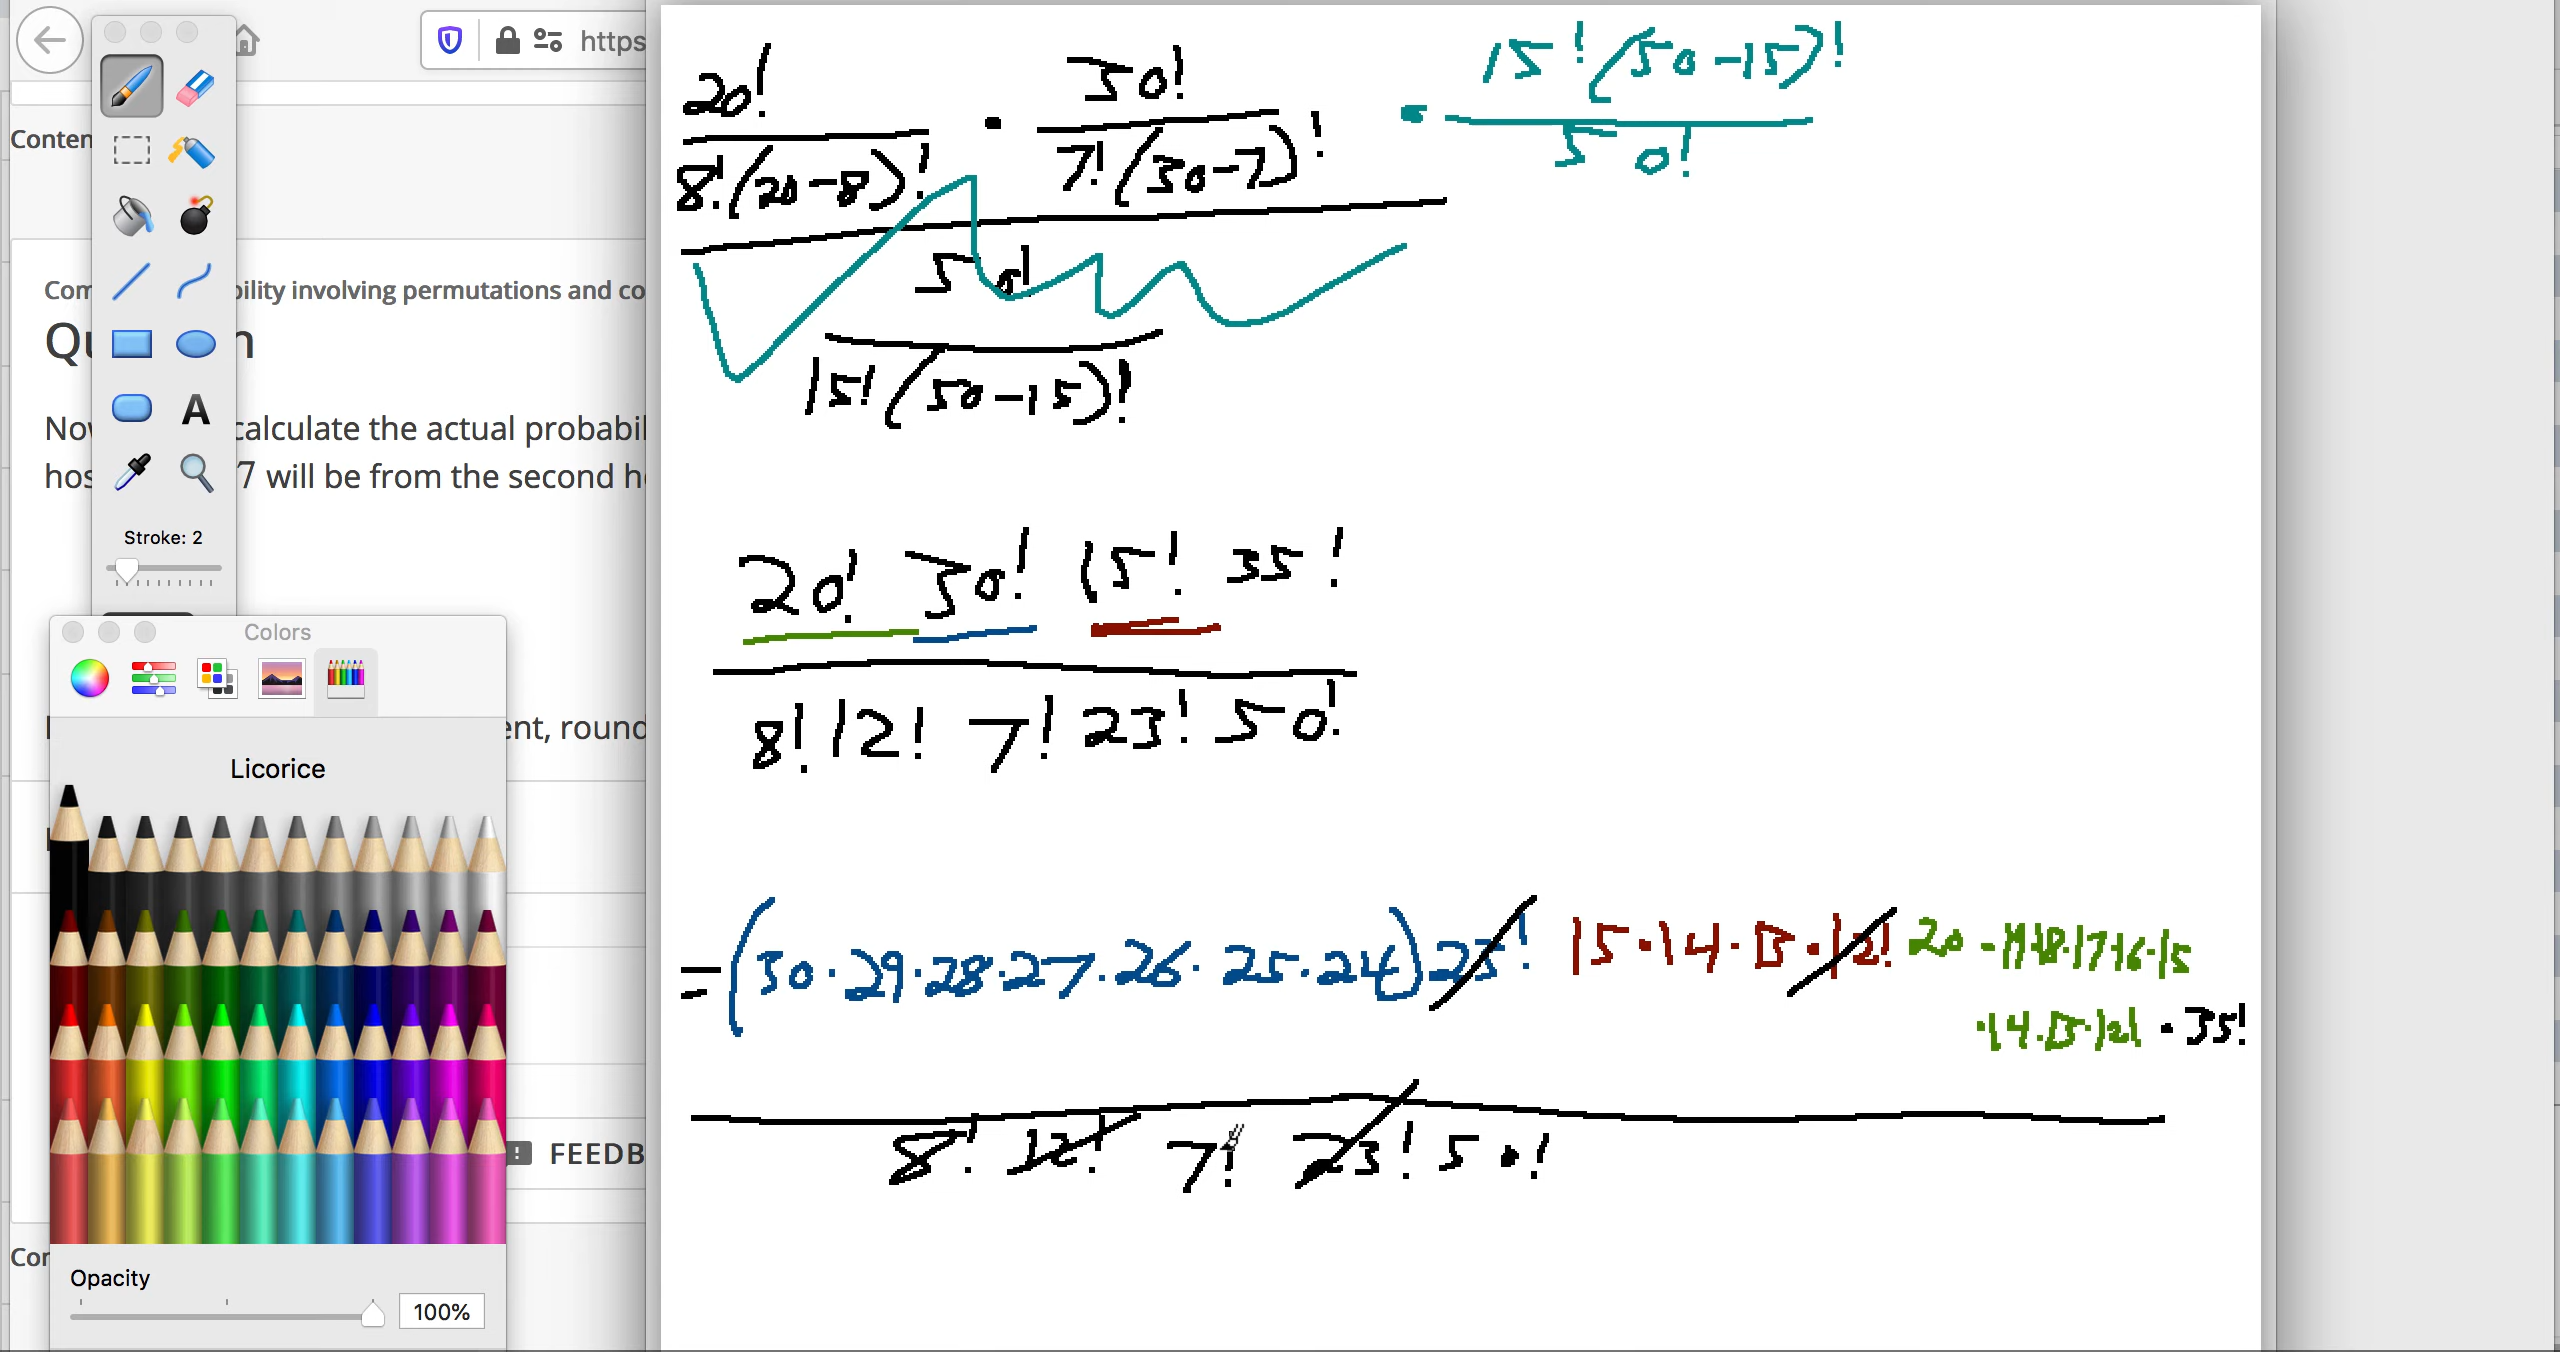 https
Conten
Com
bility involving permutations and co
Qu
n
Nov
calculate the actual probabil
hos
7 will be from the second h
Stroke: 2
Colors
ent, round
Licorice
FEEDB
Cor
Opacity
100%
20! · 30! · 15!(50-15)!
8!(20-8)! 7!(30-7)! 50!
50!
15!(50-15)!
20! 30! 15! 35!
8! 12! 7! 23! 50!
=(30·29·28·27·26·25·24)23! 15·14·13·12! 20-19·18·17·16·15
·14·13·12! ·35!
8! 12! 7! 23! 50!